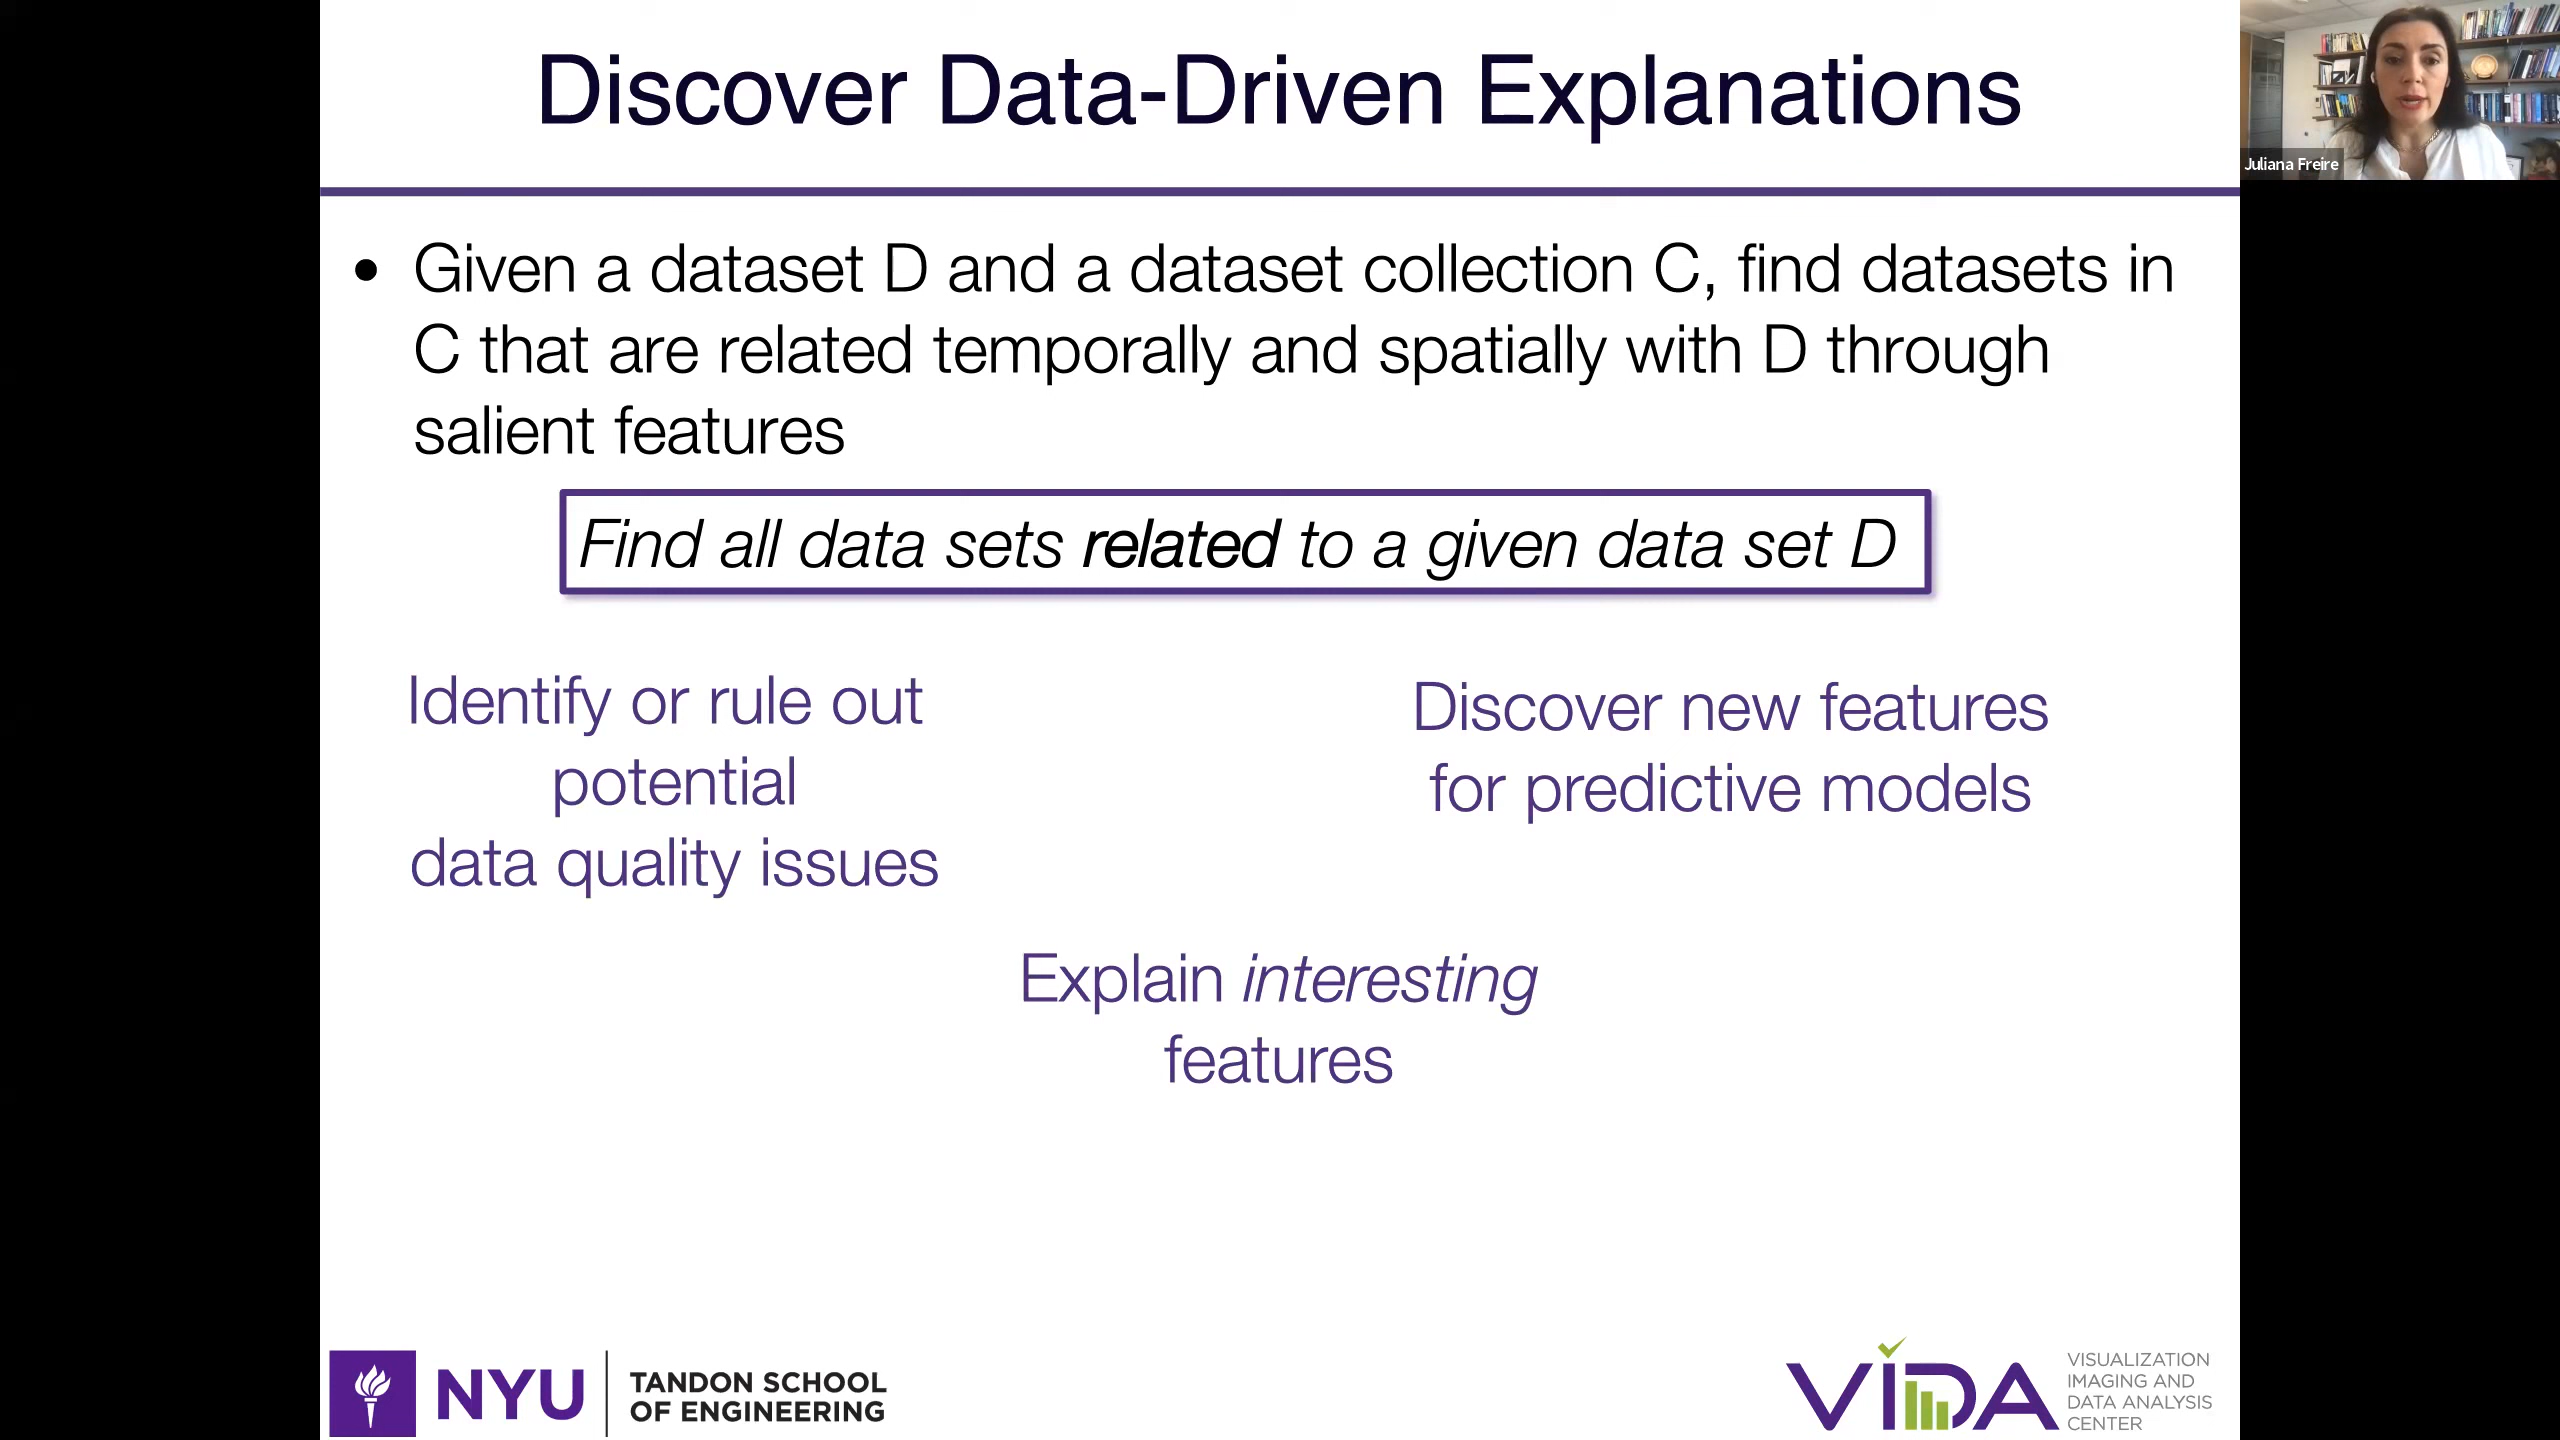 Discover Data-Driven Explanations
Juliana Freire
• Given a dataset D and a dataset collection C, find datasets in
C that are related temporally and spatially with D through
salient features
Find all data sets related to a given data set D
Identify or rule out
potential
data quality issues
Discover new features
for predictive models
Explain interesting
features
NYU
TANDON SCHOOL
OF ENGINEERING
VIDA
VISUALIZATION
IMAGING AND
DATA ANALYSIS
CENTER